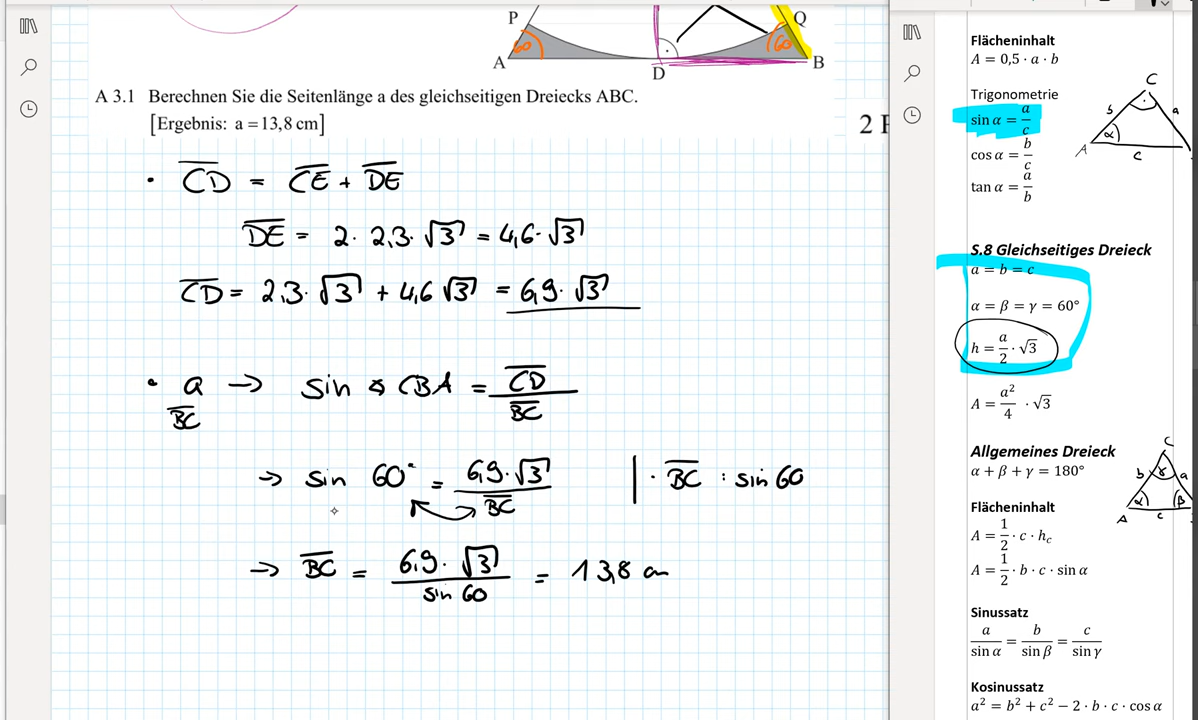 P
Q
60
60
A
D
B
A 3.1 Berechnen Sie die Seitenlänge a des gleichseitigen Dreiecks ABC.
[Ergebnis: a = 13,8 cm]
2 F
• CD = CE + DE
DE = 2 · 2,3 · √3 = 4,6 · √3
CD = 2,3 · √3 + 4,6 √3 = 6,9 · √3
• a → sin ∢ CBA = CD / BC
BC
→ sin 60° = 6,9 · √3 / BC | · BC : sin 60
→ BC = 6,9 · √3 / sin 60 = 13,8 cm
Flächeninhalt
A = 0,5 · a · b
Trigonometrie
sin α = a/c
cos α = b/c
tan α = a/b
C
b
a
α
A
c
S.8 Gleichseitiges Dreieck
a = b = c
α = β = γ = 60°
h = a/2 · √3
A = a²/4 · √3
Allgemeines Dreieck
α + β + γ = 180°
C
b
γ
a
α
β
A
c
Flächeninhalt
A = 1/2 · c · h_c
A = 1/2 · b · c · sin α
Sinussatz
a/sin α = b/sin β = c/sin γ
Kosinussatz
a² = b² + c² − 2 · b · c · cos α